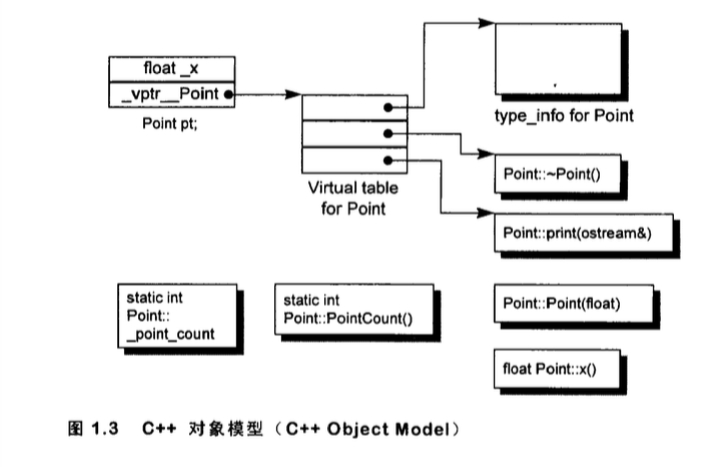 float _x
_vptr__Point
Point pt;
type_info for Point
Virtual table
for Point
Point::~Point()
Point::print(ostream&)
static int
Point::
_point_count
static int
Point::PointCount()
Point::Point(float)
float Point::x()
图 1.3 C++ 对象模型（C++ Object Model）